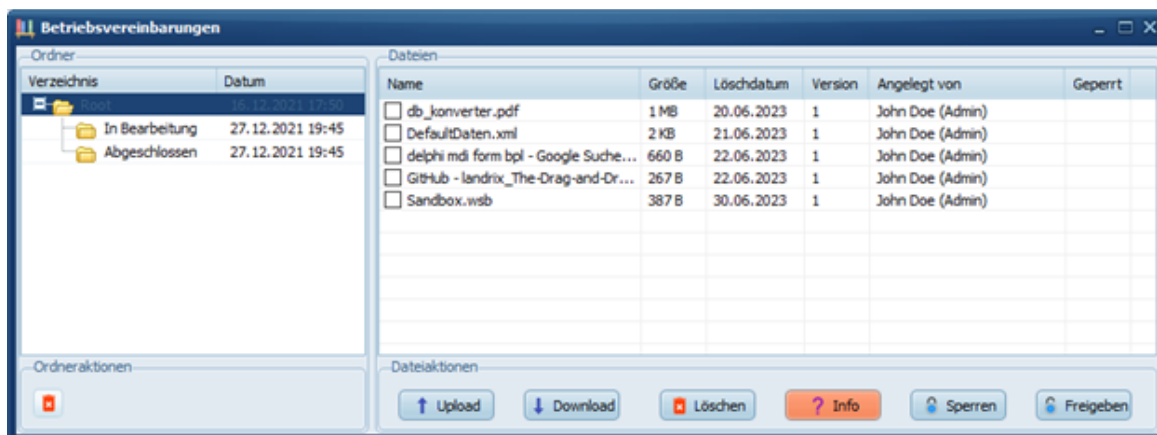 Betriebsvereinbarungen
Ordner
Verzeichnis Datum
Root 16.12.2021 17:50
In Bearbeitung 27.12.2021 19:45
Abgeschlossen 27.12.2021 19:45
Ordneraktionen
Dateien
Name Größe Löschdatum Version Angelegt von Geperrt
db_konverter.pdf 1 MB 20.06.2023 1 John Doe (Admin)
DefaultDaten.xml 2 KB 21.06.2023 1 John Doe (Admin)
delphi mdi form bpl - Google Suche... 660 B 22.06.2023 1 John Doe (Admin)
GitHub - landrix_The-Drag-and-Dr... 267 B 22.06.2023 1 John Doe (Admin)
Sandbox.wsb 387 B 30.06.2023 1 John Doe (Admin)
Dateiaktionen
Upload Download Löschen ? Info Sperren Freigeben